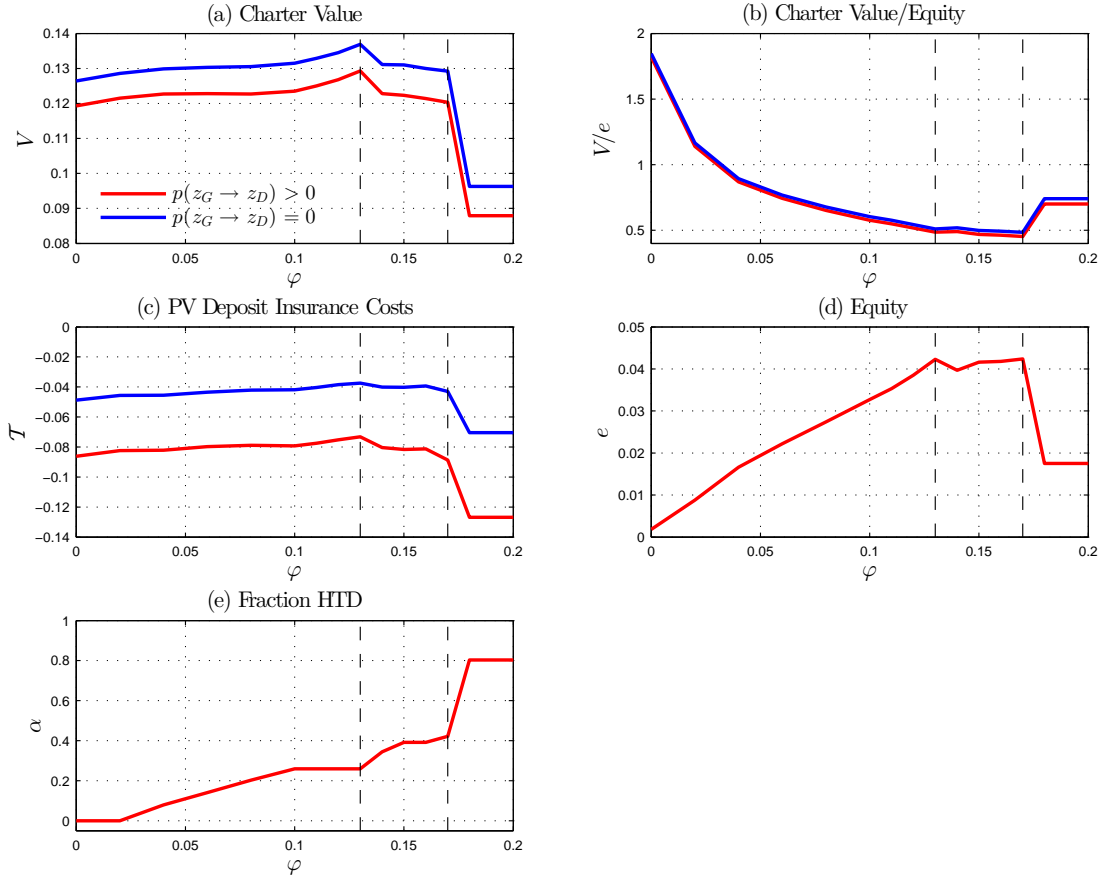 (a) Charter Value
V
0.14
0.13
0.12
0.11
0.1
0.09
0.08
p(z_G → z_D) > 0
p(z_G → z_D) = 0
0 0.05 0.1 0.15 0.2
φ
(b) Charter Value/Equity
V/e
2
1.5
1
0.5
0 0.05 0.1 0.15 0.2
φ
(c) PV Deposit Insurance Costs
𝒯
0
−0.02
−0.04
−0.06
−0.08
−0.1
−0.12
−0.14
0 0.05 0.1 0.15 0.2
φ
(d) Equity
e
0.05
0.04
0.03
0.02
0.01
0
0 0.05 0.1 0.15 0.2
φ
(e) Fraction HTD
α
1
0.8
0.6
0.4
0.2
0
0 0.05 0.1 0.15 0.2
φ